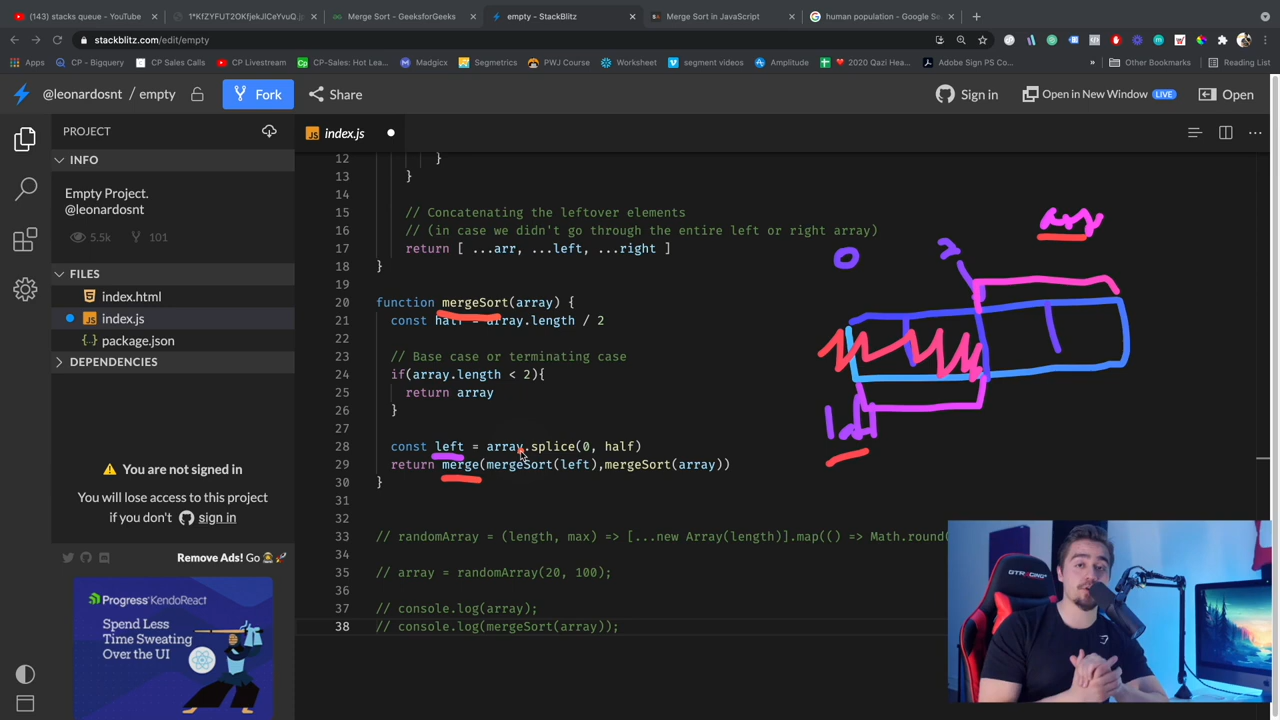 (143) stacks queue - YouTube
1*KfZYFUT2OKfjekJlCeYvuQ.jp
Merge Sort - GeeksforGeeks
empty - StackBlitz
Merge Sort in JavaScript
human population - Google Se
stackblitz.com/edit/empty
Apps
CP - Bigquery
CP Sales Calls
CP Livestream
CP-Sales: Hot Lea...
Madgicx
Segmetrics
PWJ Course
Worksheet
segment videos
Amplitude
2020 Qazi Hea...
Adobe Sign PS Co...
»
Other Bookmarks
Reading List
@leonardosnt / empty
Fork
Share
Sign in
Open in New Window LIVE
Open
PROJECT
INFO
Empty Project.
@leonardosnt
5.5k 101
FILES
index.html
index.js
package.json
DEPENDENCIES
You are not signed in
You will lose access to this project
if you don't sign in
Remove Ads! Go
Progress KendoReact
Spend Less
Time Sweating
Over the UI
JS index.js
12 }
13 }
14
15 // Concatenating the leftover elements
16 // (in case we didn't go through the entire left or right array)
17 return [ ...arr, ...left, ...right ]
18 }
19
20 function mergeSort(array) {
21 const half = array.length / 2
22
23 // Base case or terminating case
24 if(array.length < 2){
25 return array
26 }
27
28 const left = array.splice(0, half)
29 return merge(mergeSort(left),mergeSort(array))
30 }
31
32
33 // randomArray = (length, max) => [...new Array(length)].map(() => Math.round(
34
35 // array = randomArray(20, 100);
36
37 // console.log(array);
38 // console.log(mergeSort(array));
0
2
left
GTRACING